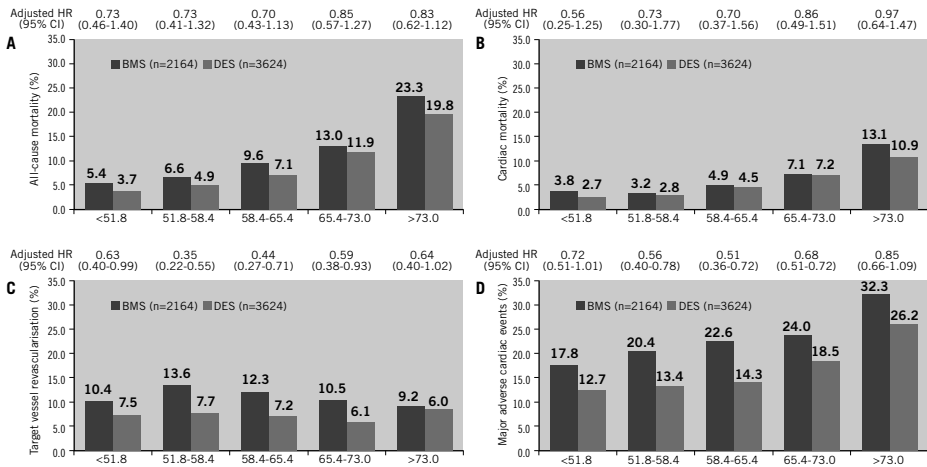 Adjusted HR 0.73 0.73 0.70 0.85 0.83
(95% CI) (0.46-1.40) (0.41-1.32) (0.43-1.13) (0.57-1.27) (0.62-1.12)
A
All-cause mortality (%)
35.0
30.0
25.0
20.0
15.0
10.0
5.0
0.0
BMS (n=2164) DES (n=3624)
5.4 3.7 6.6 4.9 9.6 7.1 13.0 11.9 23.3 19.8
<51.8 51.8-58.4 58.4-65.4 65.4-73.0 >73.0
Adjusted HR 0.56 0.73 0.70 0.86 0.97
(95% CI) (0.25-1.25) (0.30-1.77) (0.37-1.56) (0.49-1.51) (0.64-1.47)
B
Cardiac mortality (%)
35.0
30.0
25.0
20.0
15.0
10.0
5.0
0.0
BMS (n=2164) DES (n=3624)
3.8 2.7 3.2 2.8 4.9 4.5 7.1 7.2 13.1 10.9
<51.8 51.8-58.4 58.4-65.4 65.4-73.0 >73.0
Adjusted HR 0.63 0.35 0.44 0.59 0.64
(95% CI) (0.40-0.99) (0.22-0.55) (0.27-0.71) (0.38-0.93) (0.40-1.02)
C
Target vessel revascularisation (%)
35.0
30.0
25.0
20.0
15.0
10.0
5.0
0.0
BMS (n=2164) DES (n=3624)
10.4 7.5 13.6 7.7 12.3 7.2 10.5 6.1 9.2 6.0
<51.8 51.8-58.4 58.4-65.4 65.4-73.0 >73.0
Adjusted HR 0.72 0.56 0.51 0.68 0.85
(95% CI) (0.51-1.01) (0.40-0.78) (0.36-0.72) (0.51-0.72) (0.66-1.09)
D
Major adverse cardiac events (%)
35.0
30.0
25.0
20.0
15.0
10.0
5.0
0.0
BMS (n=2164) DES (n=3624)
17.8 12.7 20.4 13.4 22.6 14.3 24.0 18.5 32.3 26.2
<51.8 51.8-58.4 58.4-65.4 65.4-73.0 >73.0